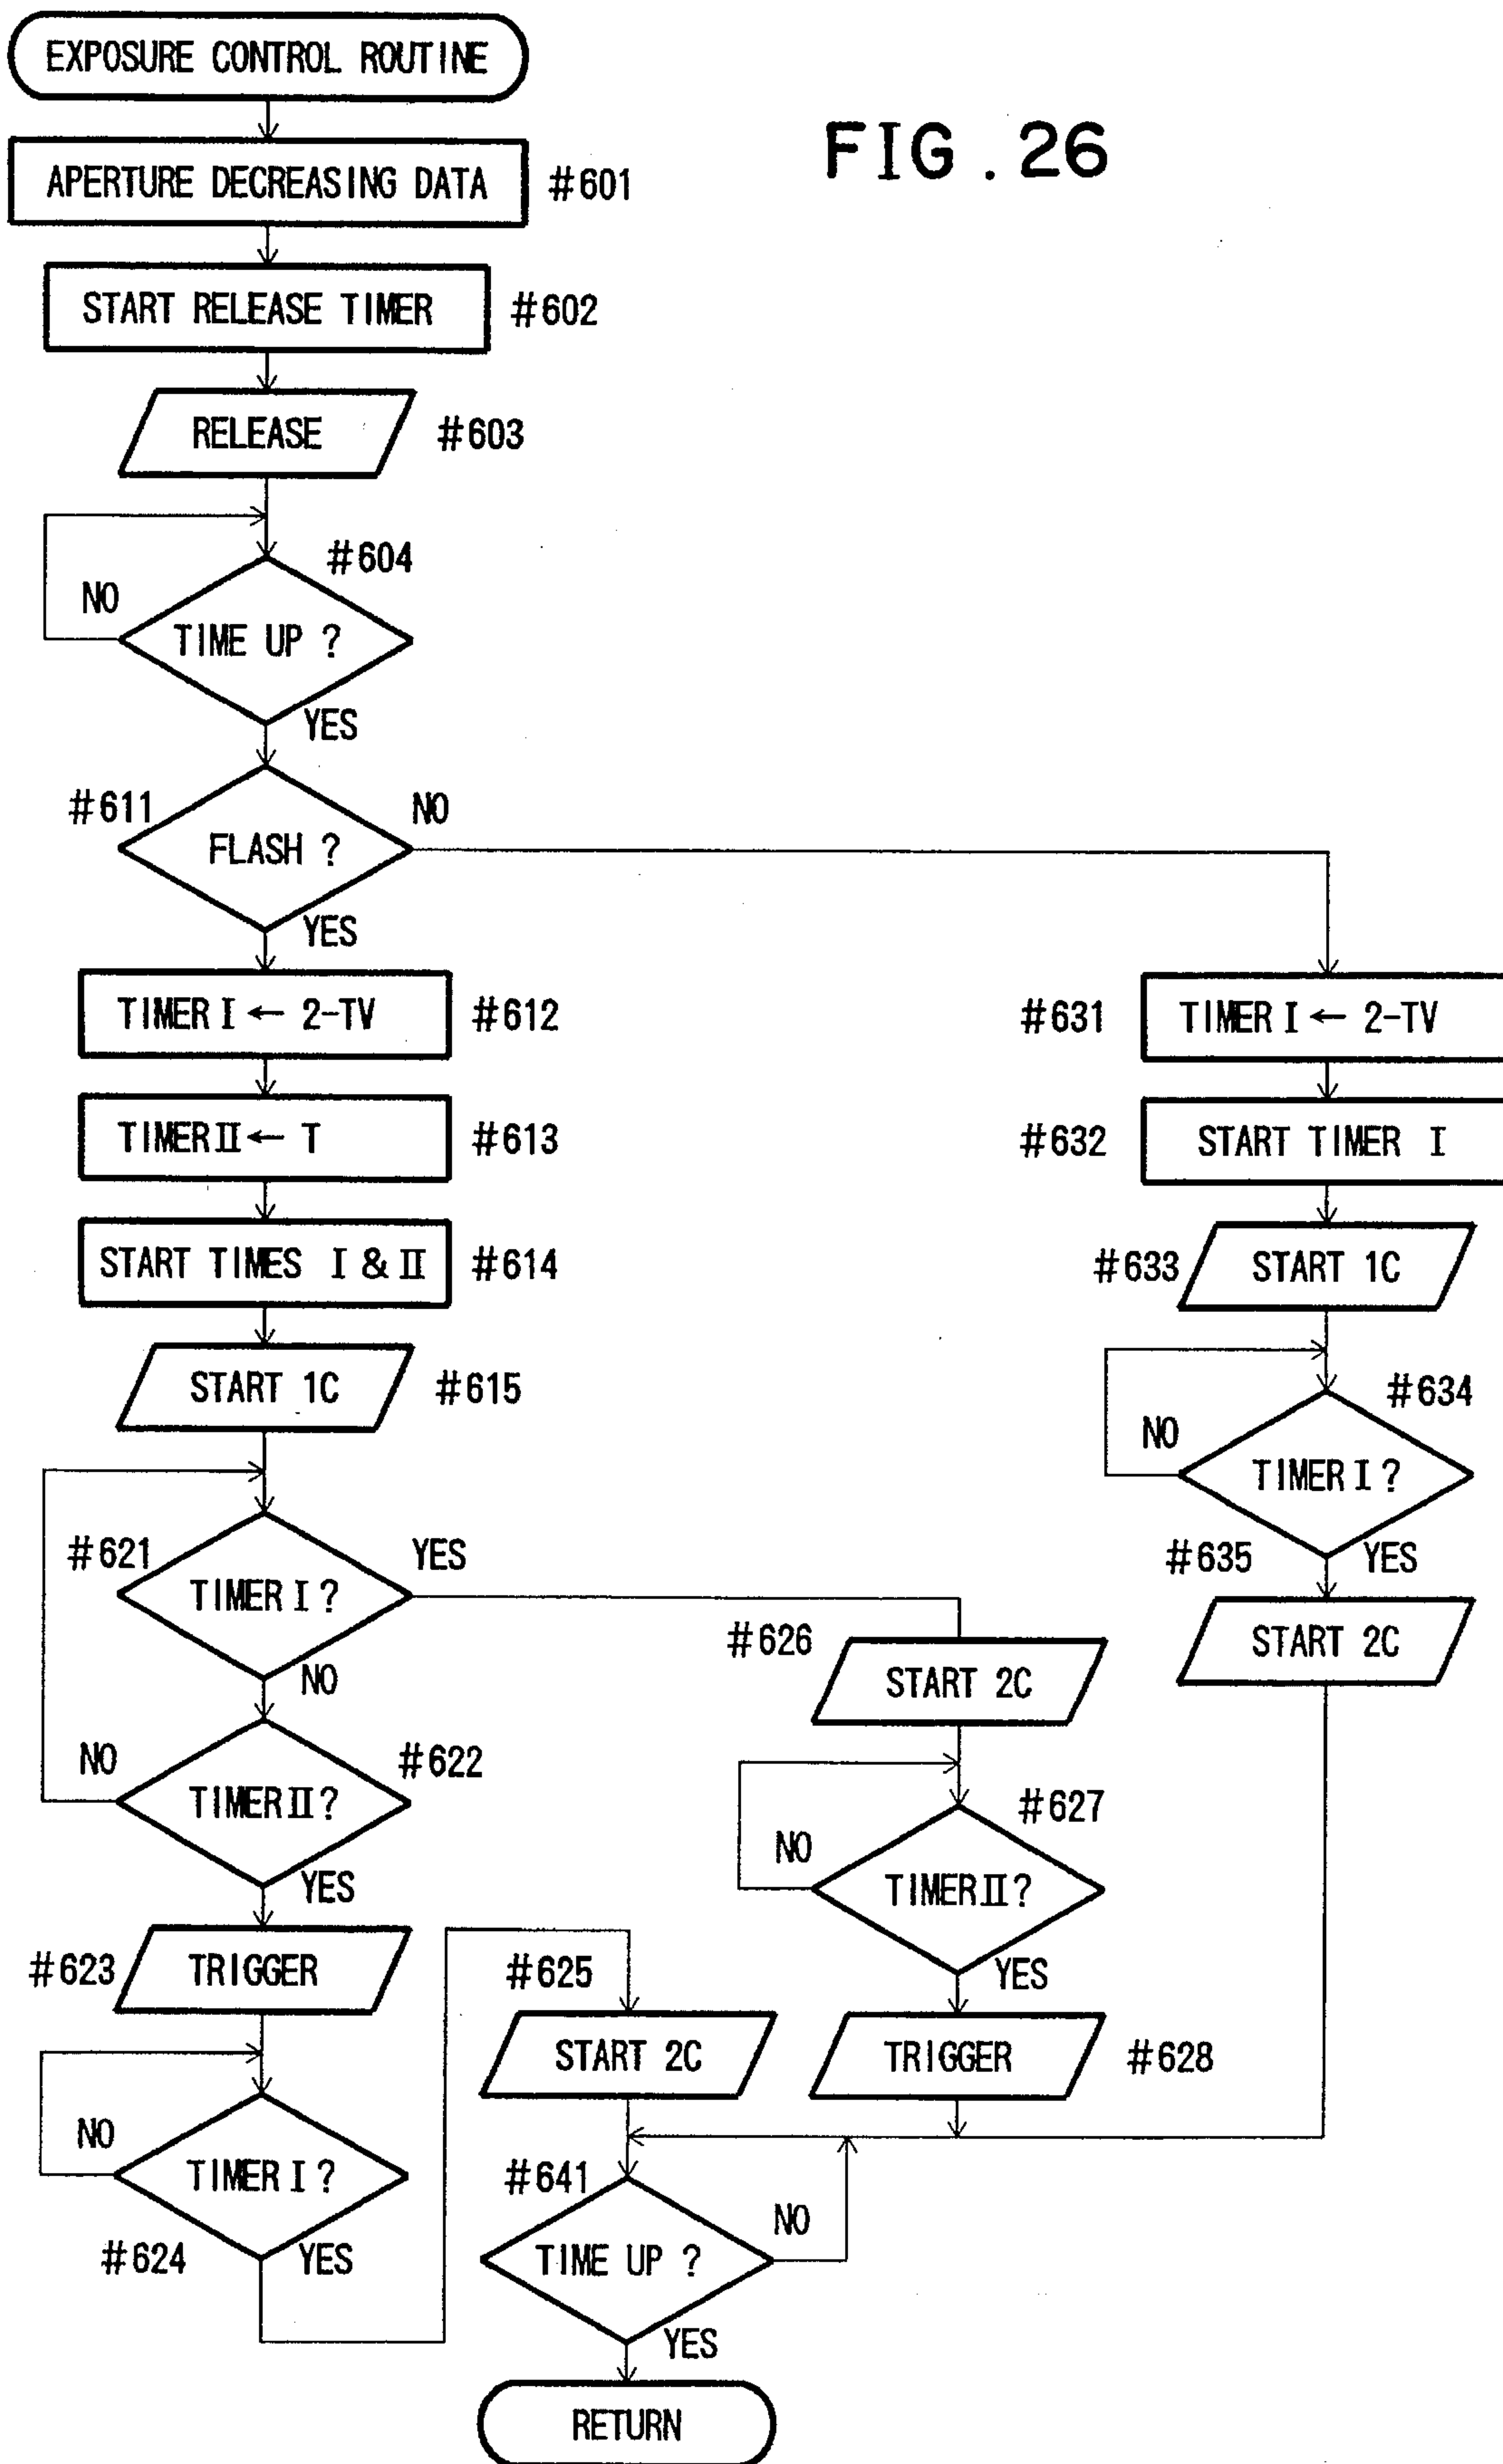 EXPOSURE CONTROL ROUTINE
FIG. 26
APERTURE DECREASING DATA #601
START RELEASE TIMER #602
RELEASE #603
#604
NO
TIME UP ?
YES
#611
NO
FLASH ?
YES
TIMER I ← 2-TV #612
TIMER II ← T #613
START TIMES I & II #614
START 1C #615
#621
YES
TIMER I ?
NO
NO
#622
TIMER II ?
YES
#623 TRIGGER
NO
TIMER I ?
#624
YES
#625
START 2C
#626
START 2C
#627
NO
TIMER II ?
YES
TRIGGER #628
#631 TIMER I ← 2-TV
#632 START TIMER I
#633 START 1C
#634
NO
TIMER I ?
#635
YES
START 2C
#641
NO
TIME UP ?
YES
RETURN